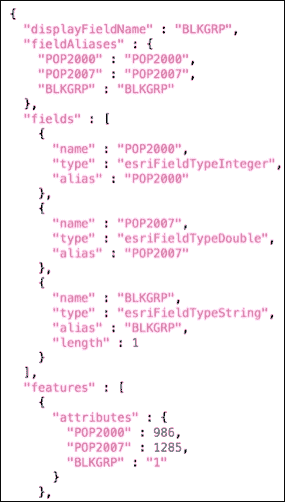 {
"displayFieldName" : "BLKGRP",
"fieldAliases" : {
"POP2000" : "POP2000",
"POP2007" : "POP2007",
"BLKGRP" : "BLKGRP"
},
"fields" : [
{
"name" : "POP2000",
"type" : "esriFieldTypeInteger",
"alias" : "POP2000"
},
{
"name" : "POP2007",
"type" : "esriFieldTypeDouble",
"alias" : "POP2007"
},
{
"name" : "BLKGRP",
"type" : "esriFieldTypeString",
"alias" : "BLKGRP",
"length" : 1
}
],
"features" : [
{
"attributes" : {
"POP2000" : 986,
"POP2007" : 1285,
"BLKGRP" : "1"
}
},